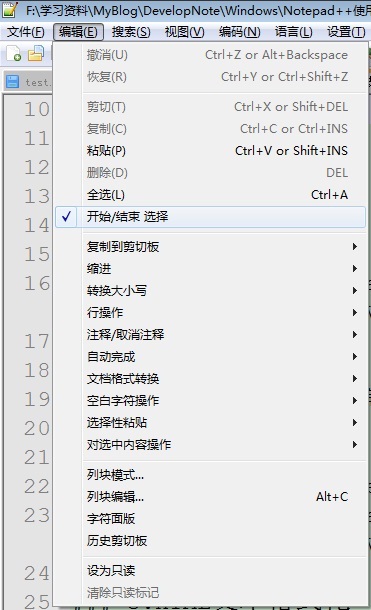 F:\学习资料\MyBlog\DevelopNote\Windows\Notepad++使用
文件(F) 编辑(E) 搜索(S) 视图(V) 编码(N) 语言(L) 设置(T)
test.
撤消(U) Ctrl+Z or Alt+Backspace
恢复(R) Ctrl+Y or Ctrl+Shift+Z
10
剪切(T) Ctrl+X or Shift+DEL
11
复制(C) Ctrl+C or Ctrl+INS
粘贴(P) Ctrl+V or Shift+INS
12
删除(D) DEL
13
全选(L) Ctrl+A
14
开始/结束 选择
15
复制到剪切板
缩进
16
转换大小写
行操作
17
注释/取消注释
自动完成
18
文档格式转换
19
空白字符操作
20
选择性粘贴
对选中内容操作
21
22
列块模式...
列块编辑... Alt+C
23
字符面版
历史剪切板
24
设为只读
25
清除只读标记